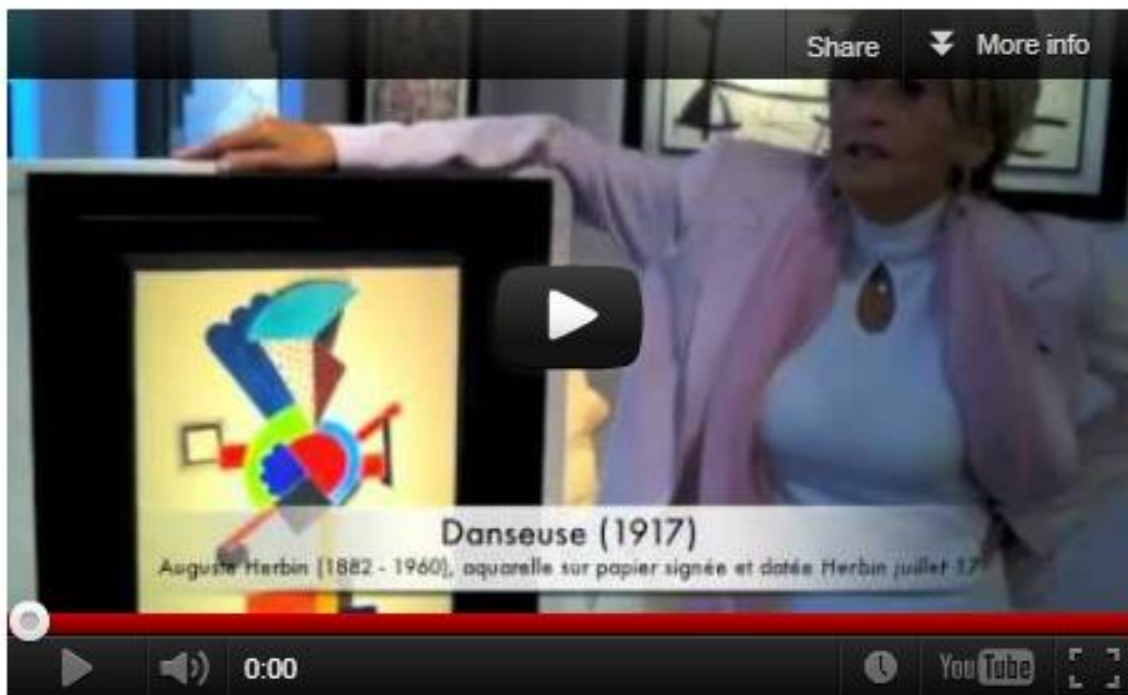 Share
More info
Danseuse (1917)
Auguste Herbin (1882 - 1960), aquarelle sur papier signée et datée Herbin juillet 17
0:00
YouTube